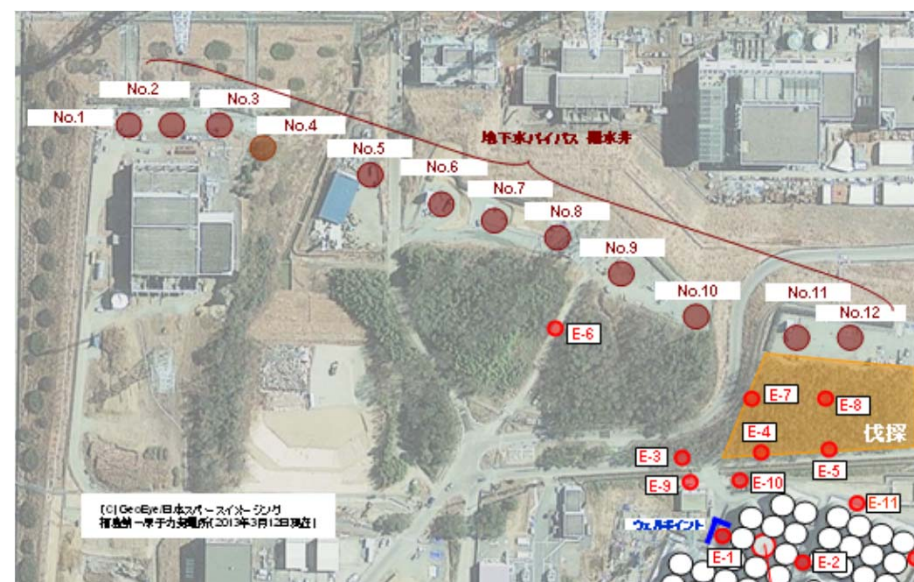 No.2
No.3
No.1
No.4
No.5
地下水バイパス 揚水井
No.6
No.7
No.8
No.9
No.10
No.11
No.12
E-6
E-7
E-8
伐採
E-4
E-3
E-5
E-9
E-10
E-11
(C)GeoEye/日本スペースイメージング
福島第一原子力発電所(2013年3月12日現在)
ウェルポイント
E-1
E-2